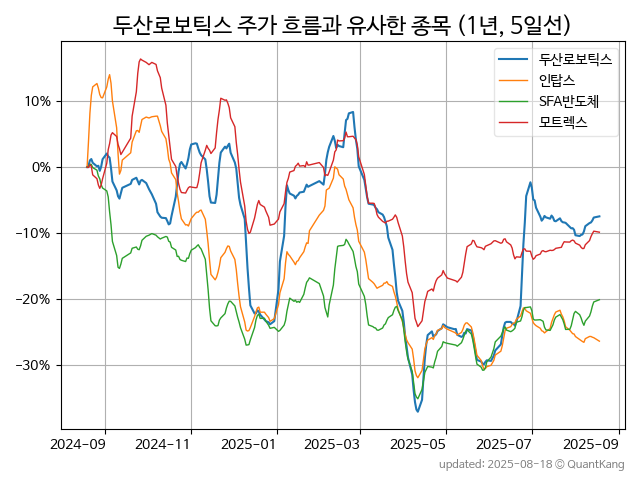 두산로보틱스 주가 흐름과 유사한 종목 (1년, 5일선)
두산로보틱스
인탑스
SFA반도체
모트렉스
10%
0%
−10%
−20%
−30%
2024-09 2024-11 2025-01 2025-03 2025-05 2025-07 2025-09
updated: 2025-08-18 © QuantKang